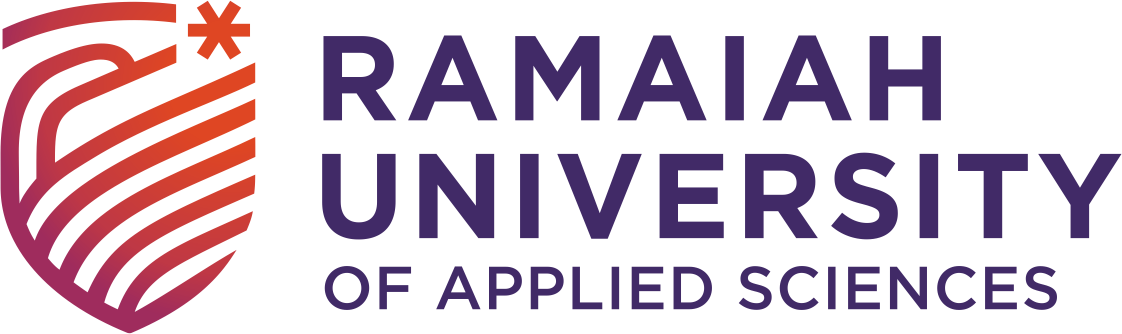 RAMAIAH
UNIVERSITY
OF APPLIED SCIENCES